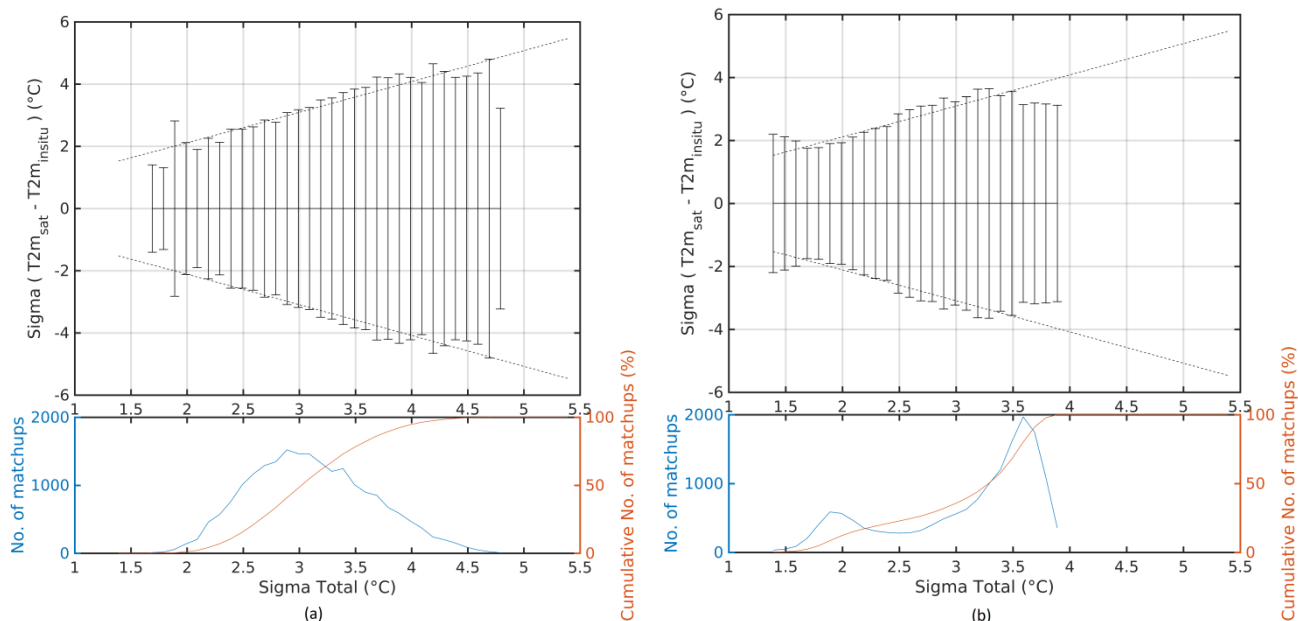 6
4
2
0
-2
-4
-6
Sigma ( T2m_sat - T2m_insitu ) (°C)
1 1.5 2 2.5 3 3.5 4 4.5 5 5.5
2000
1000
0
No. of matchups
100
50
0
Cumulative No. of matchups (%)
1 1.5 2 2.5 3 3.5 4 4.5 5 5.5
Sigma Total (°C)
(a)
6
4
2
0
-2
-4
-6
Sigma ( T2m_sat - T2m_insitu ) (°C)
1 1.5 2 2.5 3 3.5 4 4.5 5 5.5
2000
1000
0
No. of matchups
100
50
0
Cumulative No. of matchups (%)
1 1.5 2 2.5 3 3.5 4 4.5 5 5.5
Sigma Total (°C)
(b)